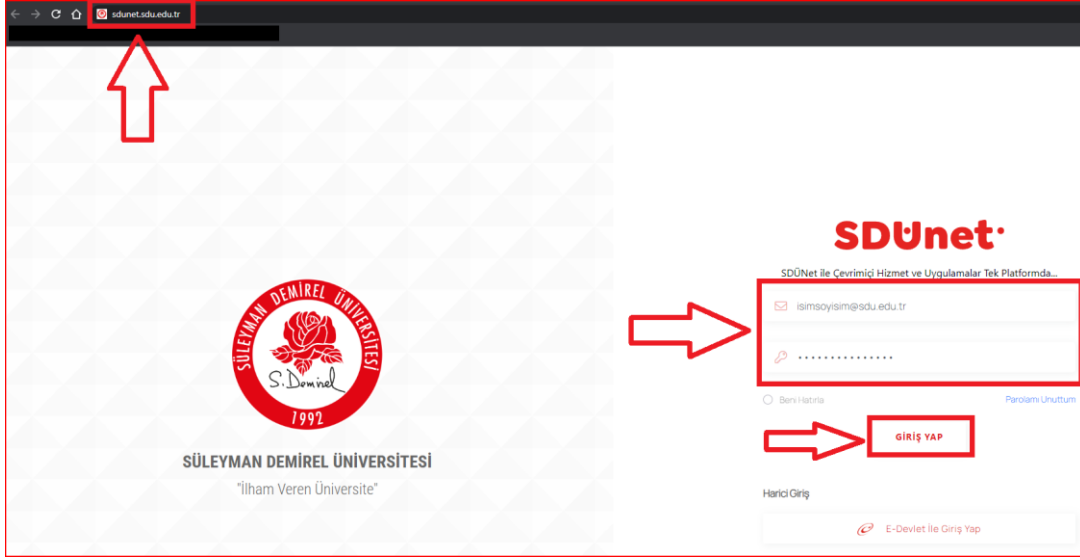 sdunet.sdu.edu.tr
SÜLEYMAN DEMİREL ÜNİVERSİTESİ
S. Demirel
1992
SÜLEYMAN DEMİREL ÜNİVERSİTESİ
"İlham Veren Üniversite"
SDÜnet
SDÜNet ile Çevrimiçi Hizmet ve Uygulamalar Tek Platformda...
isimsoyisim@sdu.edu.tr
Beni Hatırla
Parolamı Unuttum
GİRİŞ YAP
Harici Giriş
E-Devlet İle Giriş Yap